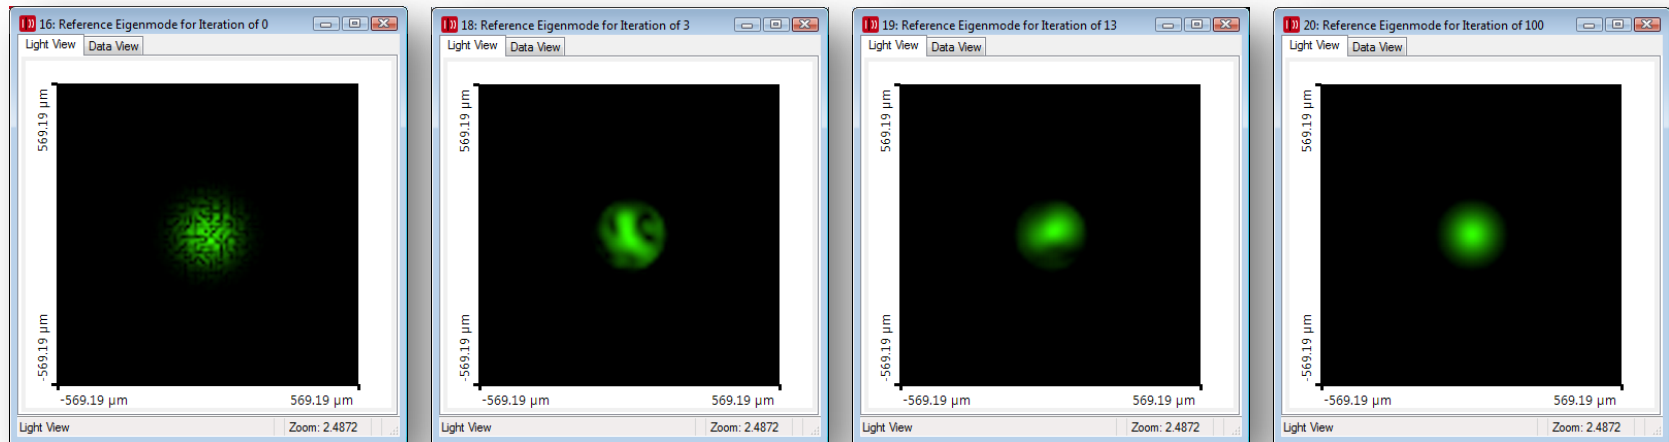 16: Reference Eigenmode for Iteration of 0
Light View Data View
569.19 µm
-569.19 µm
-569.19 µm 569.19 µm
Light View Zoom: 2.4872
18: Reference Eigenmode for Iteration of 3
Light View Data View
569.19 µm
-569.19 µm
-569.19 µm 569.19 µm
Light View Zoom: 2.4872
19: Reference Eigenmode for Iteration of 13
Light View Data View
569.19 µm
-569.19 µm
-569.19 µm 569.19 µm
Light View Zoom: 2.4872
20: Reference Eigenmode for Iteration of 100
Light View Data View
569.19 µm
-569.19 µm
-569.19 µm 569.19 µm
Light View Zoom: 2.4872